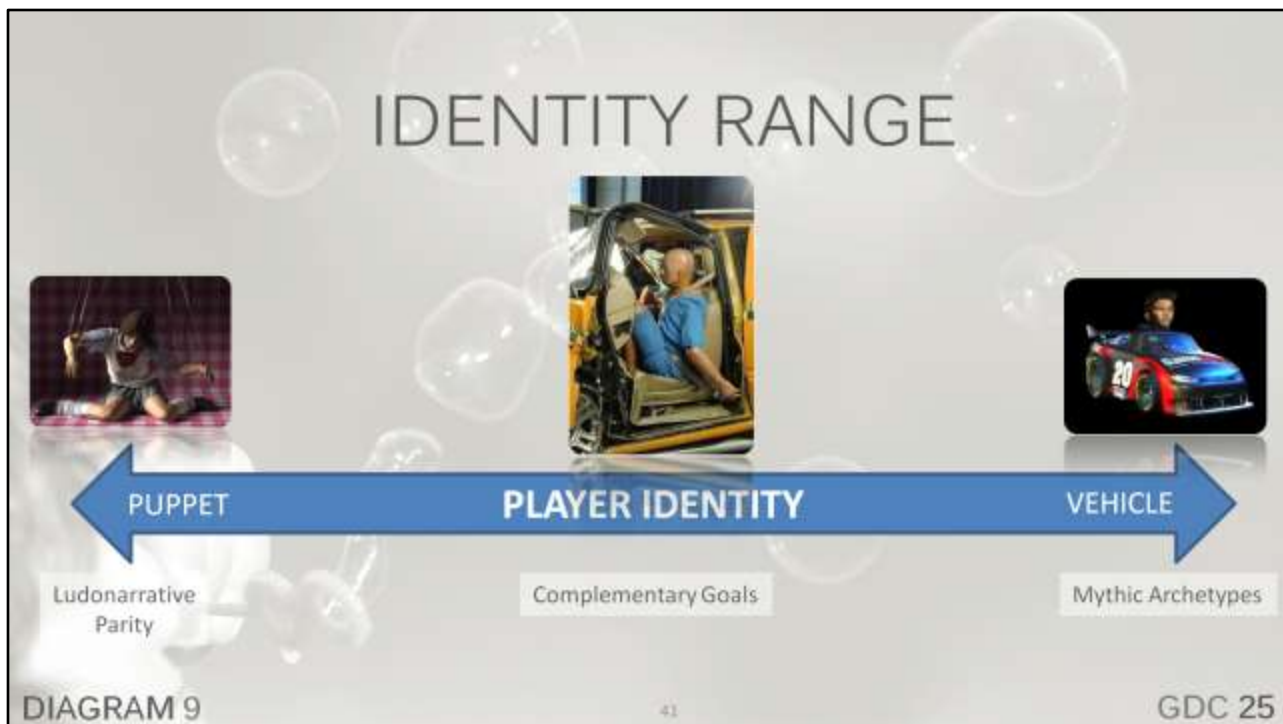 IDENTITY RANGE
20
PUPPET
PLAYER IDENTITY
VEHICLE
Ludonarrative
Parity
Complementary Goals
Mythic Archetypes
DIAGRAM 9
41
GDC 25